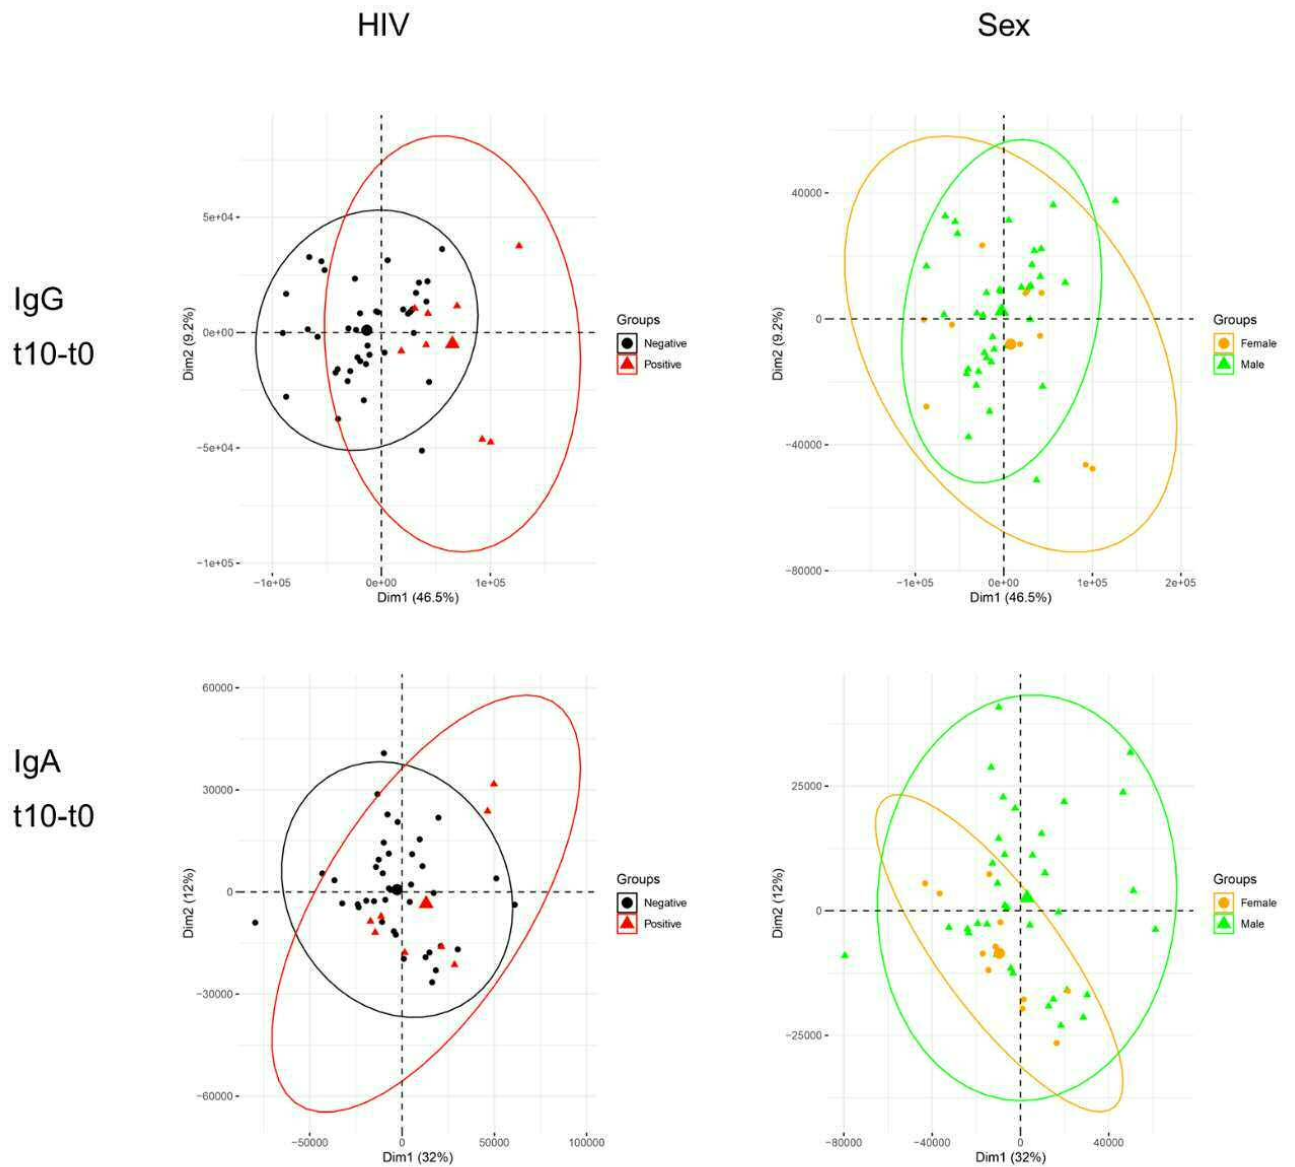 HIV
Sex
IgG
t10-t0
5e+04
0e+00
−5e+04
−1e+05
Dim2 (9.2%)
−1e+05
0e+00
1e+05
Dim1 (46.5%)
Groups
Negative
Positive
40000
0
−40000
−80000
Dim2 (9.2%)
−1e+05
0e+00
1e+05
2e+05
Dim1 (46.5%)
Groups
Female
Male
IgA
t10-t0
60000
30000
0
−30000
−60000
Dim2 (12%)
−50000
0
50000
100000
Dim1 (32%)
Groups
Negative
Positive
25000
0
−25000
Dim2 (12%)
−80000
−40000
0
40000
Dim1 (32%)
Groups
Female
Male